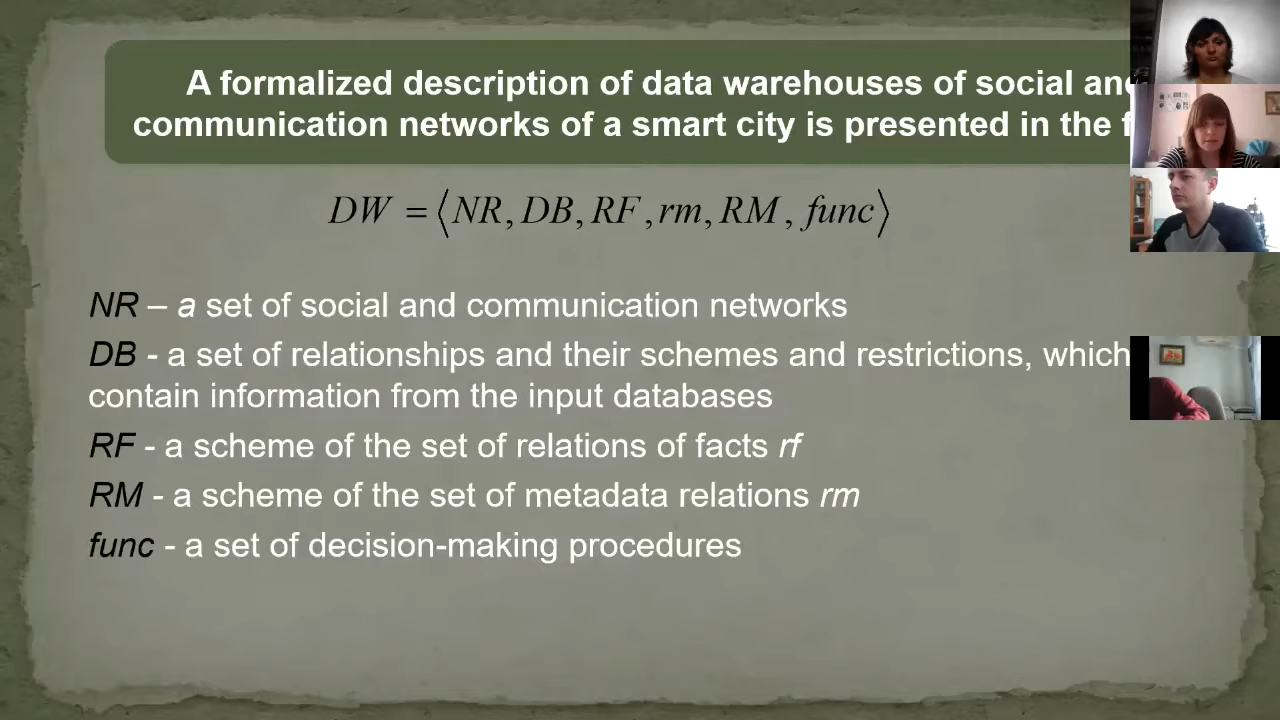 A formalized description of data warehouses of social and
communication networks of a smart city is presented in the
DW = ⟨NR, DB, RF, rm, RM, func⟩
NR – a set of social and communication networks
DB - a set of relationships and their schemes and restrictions, which
contain information from the input databases
RF - a scheme of the set of relations of facts rf
RM - a scheme of the set of metadata relations rm
func - a set of decision-making procedures